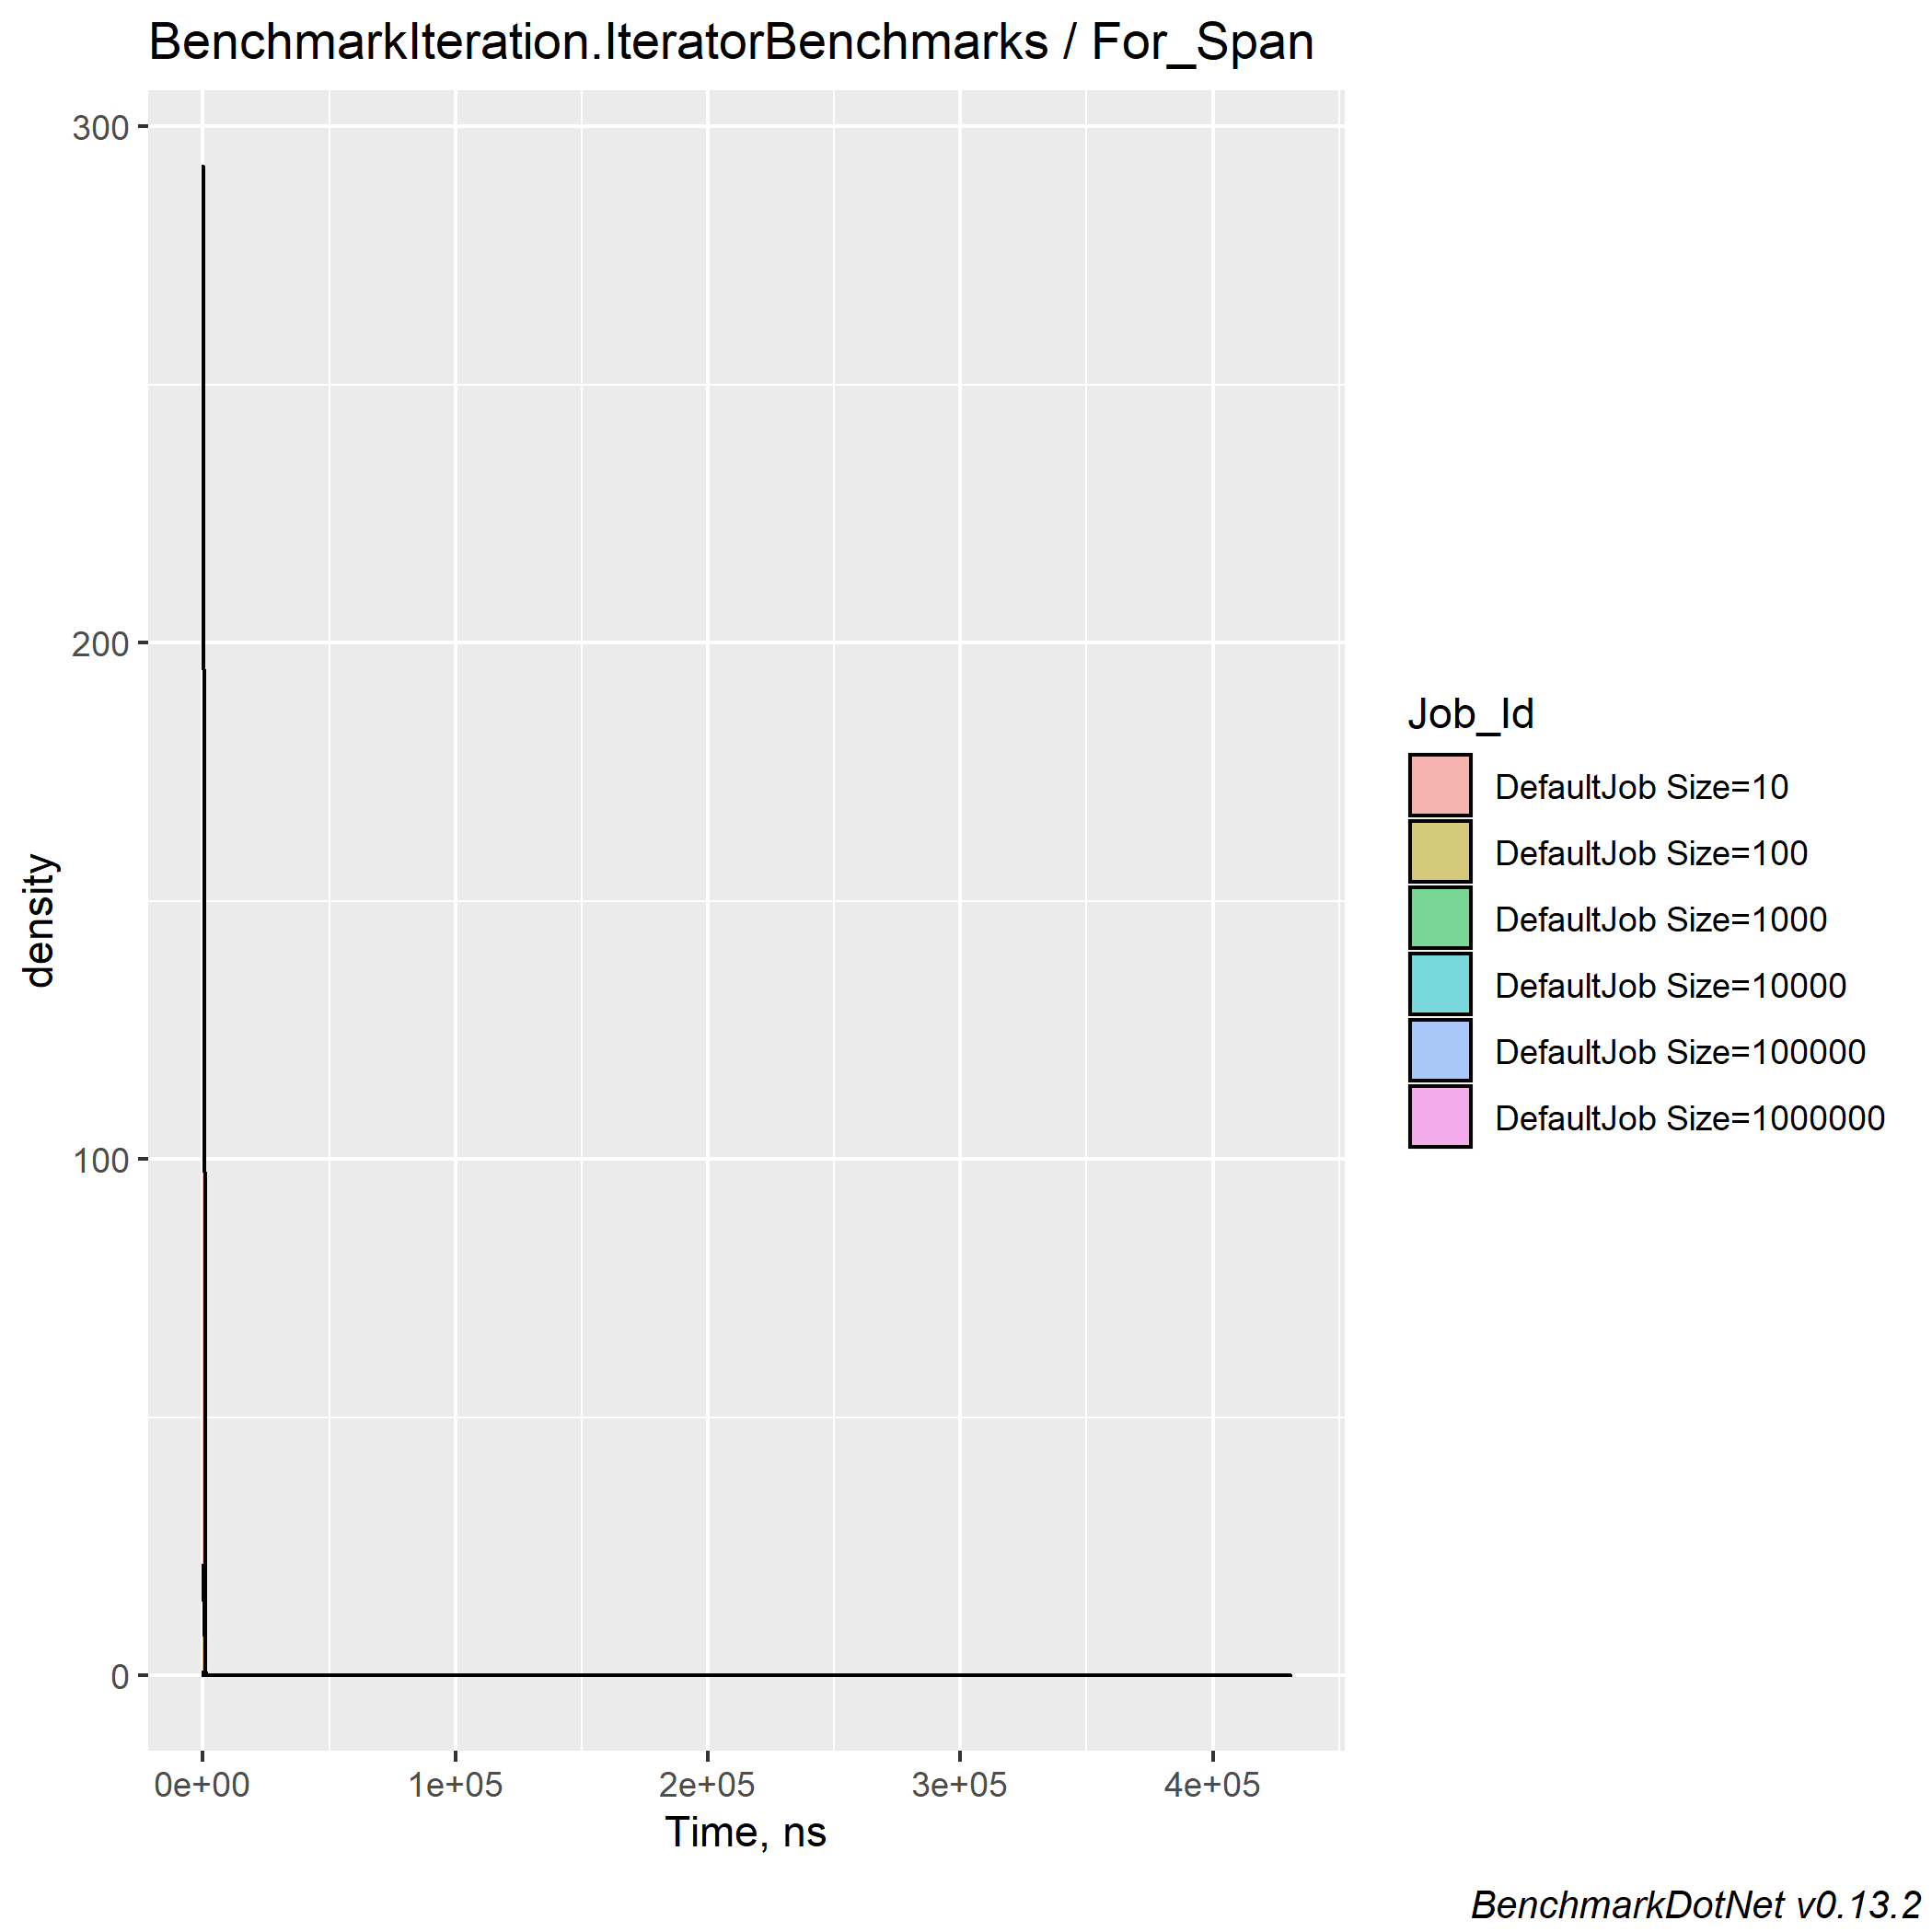 BenchmarkIteration.IteratorBenchmarks / For_Span
300
200
100
0
density
0e+00
1e+05
2e+05
3e+05
4e+05
Time, ns
Job_Id
DefaultJob Size=10
DefaultJob Size=100
DefaultJob Size=1000
DefaultJob Size=10000
DefaultJob Size=100000
DefaultJob Size=1000000
BenchmarkDotNet v0.13.2